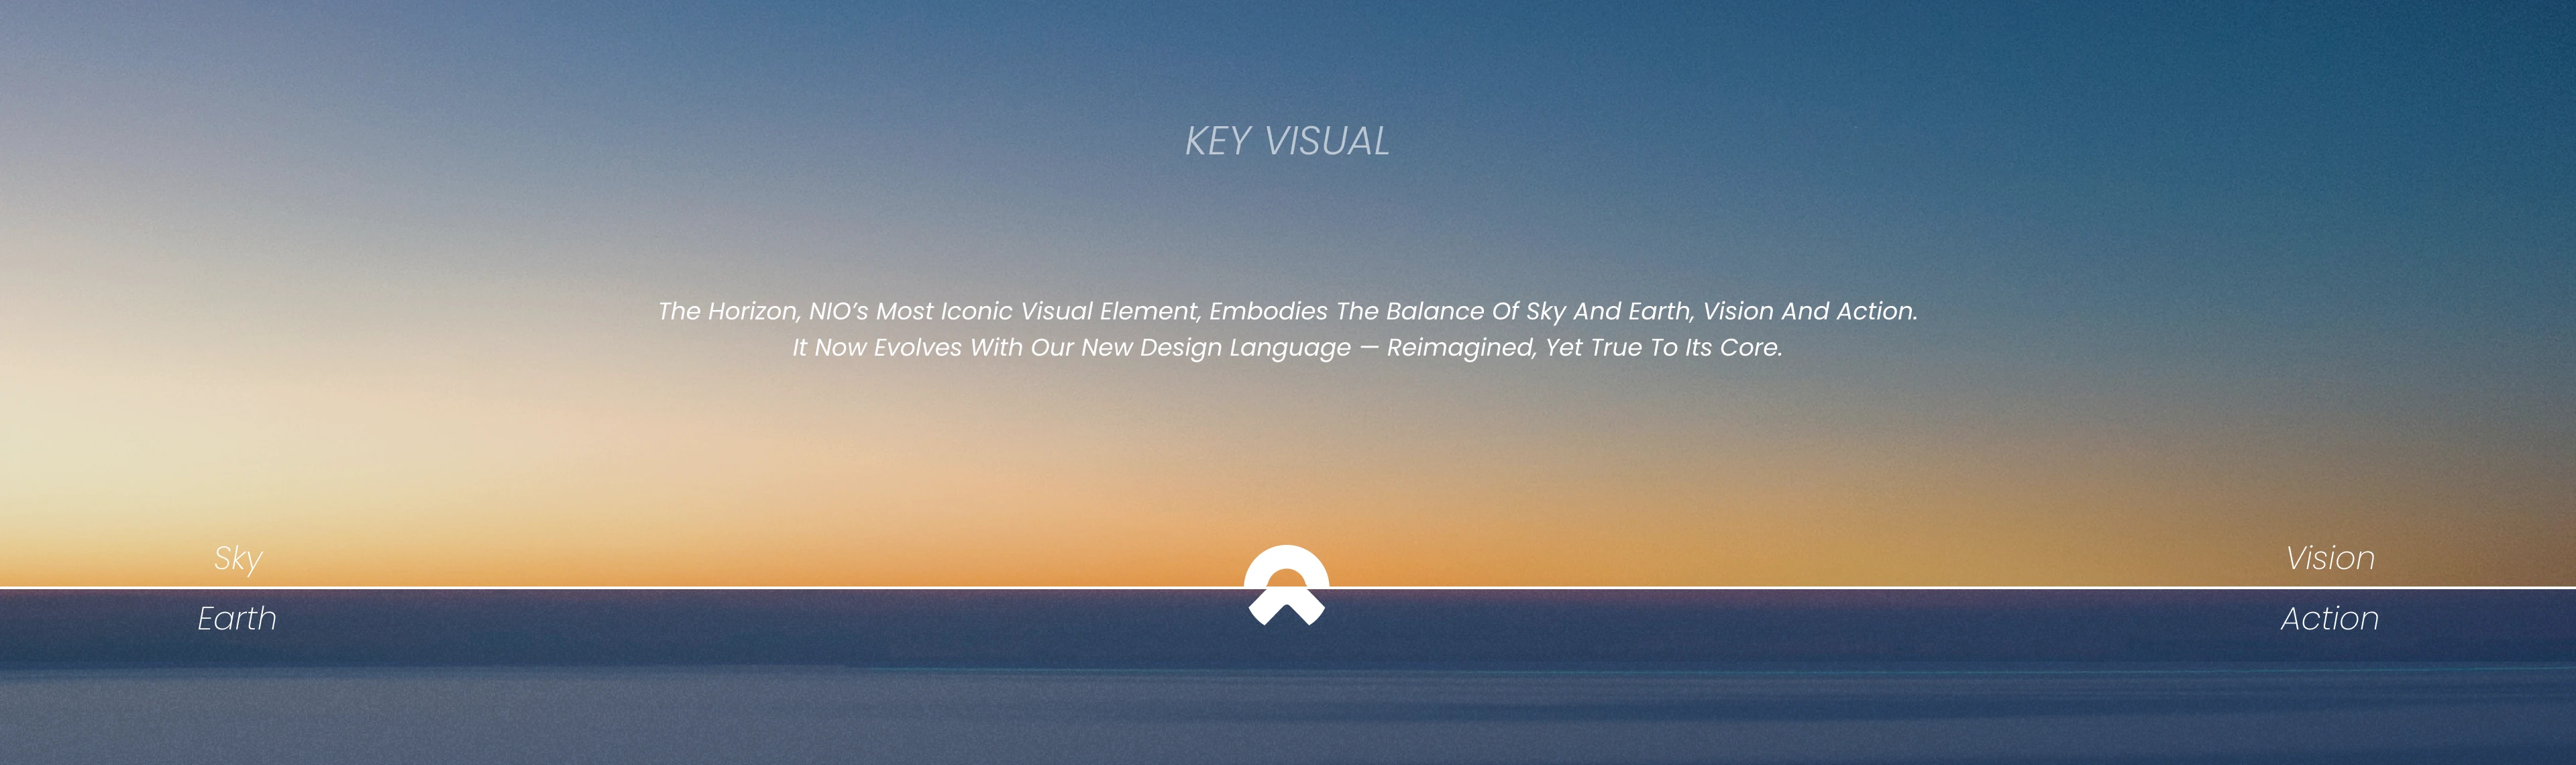 KEY VISUAL
The Horizon, NIO’s Most Iconic Visual Element, Embodies The Balance Of Sky And Earth, Vision And Action.
It Now Evolves With Our New Design Language — Reimagined, Yet True To Its Core.
Sky
Vision
Earth
Action